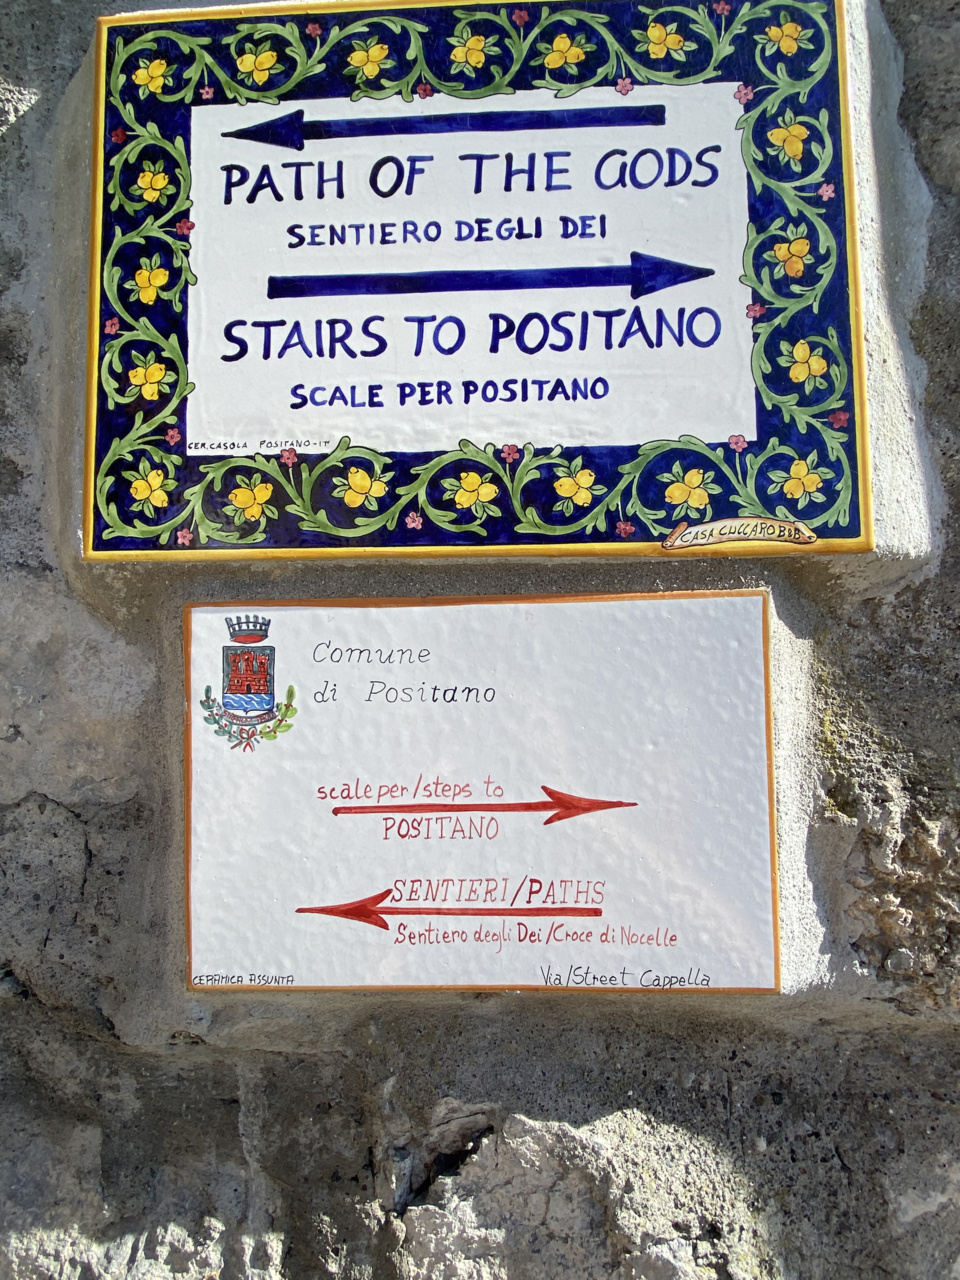 PATH OF THE GODS
SENTIERO DEGLI DEI
STAIRS TO POSITANO
SCALE PER POSITANO
CER.CASOLA POSITANO-IT
CASA CUCCARO B&B
Comune
di Positano
scale per/steps to
POSITANO
SENTIERI/PATHS
Sentiero degli Dei/Croce di Nocelle
CERAMICA ASSUNTA
Via/Street Cappella